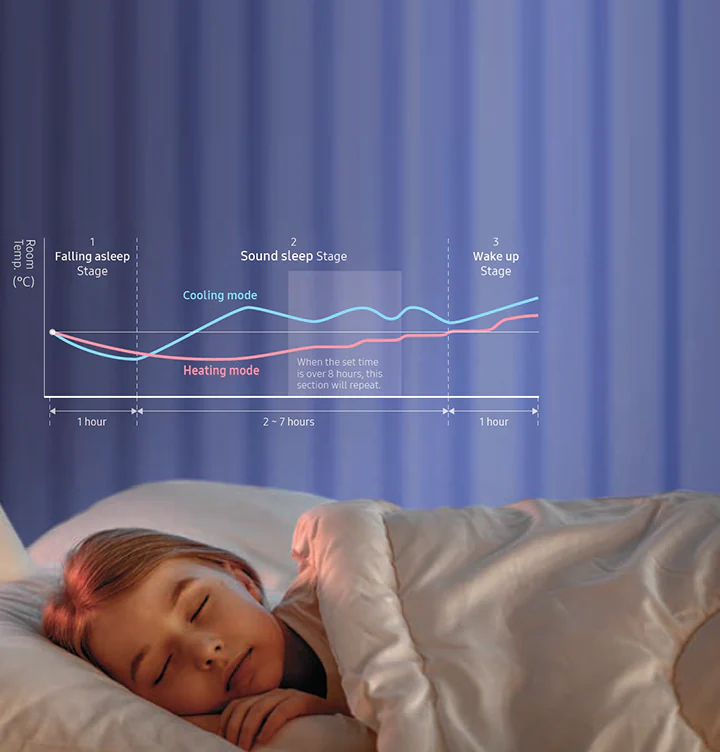 Room
Temp.
(°C)
1
Falling asleep
Stage
2
Sound sleep Stage
3
Wake up
Stage
Cooling mode
Heating mode
When the set time
is over 8 hours, this
section will repeat.
1 hour
2 ~ 7 hours
1 hour